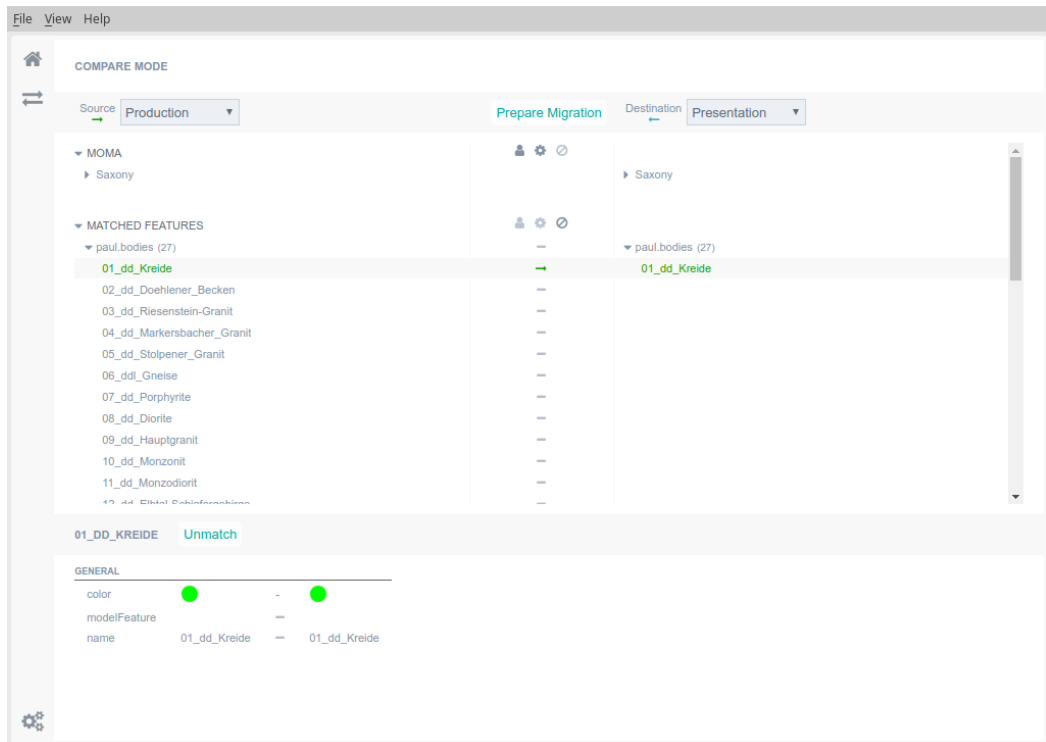 File View Help
COMPARE MODE
Source Production Prepare Migration Destination Presentation
MOMA
Saxony Saxony
MATCHED FEATURES
paul.bodies (27) paul.bodies (27)
01_dd_Kreide 01_dd_Kreide
02_dd_Doehlener_Becken
03_dd_Riesenstein-Granit
04_dd_Markersbacher_Granit
05_dd_Stolpener_Granit
06_ddl_Gneise
07_dd_Porphyrite
08_dd_Diorite
09_dd_Hauptgranit
10_dd_Monzonit
11_dd_Monzodiorit
12_dd_Elbtal-Schiefergebirge
01_DD_KREIDE Unmatch
GENERAL
color -
modelFeature
name 01_dd_Kreide 01_dd_Kreide